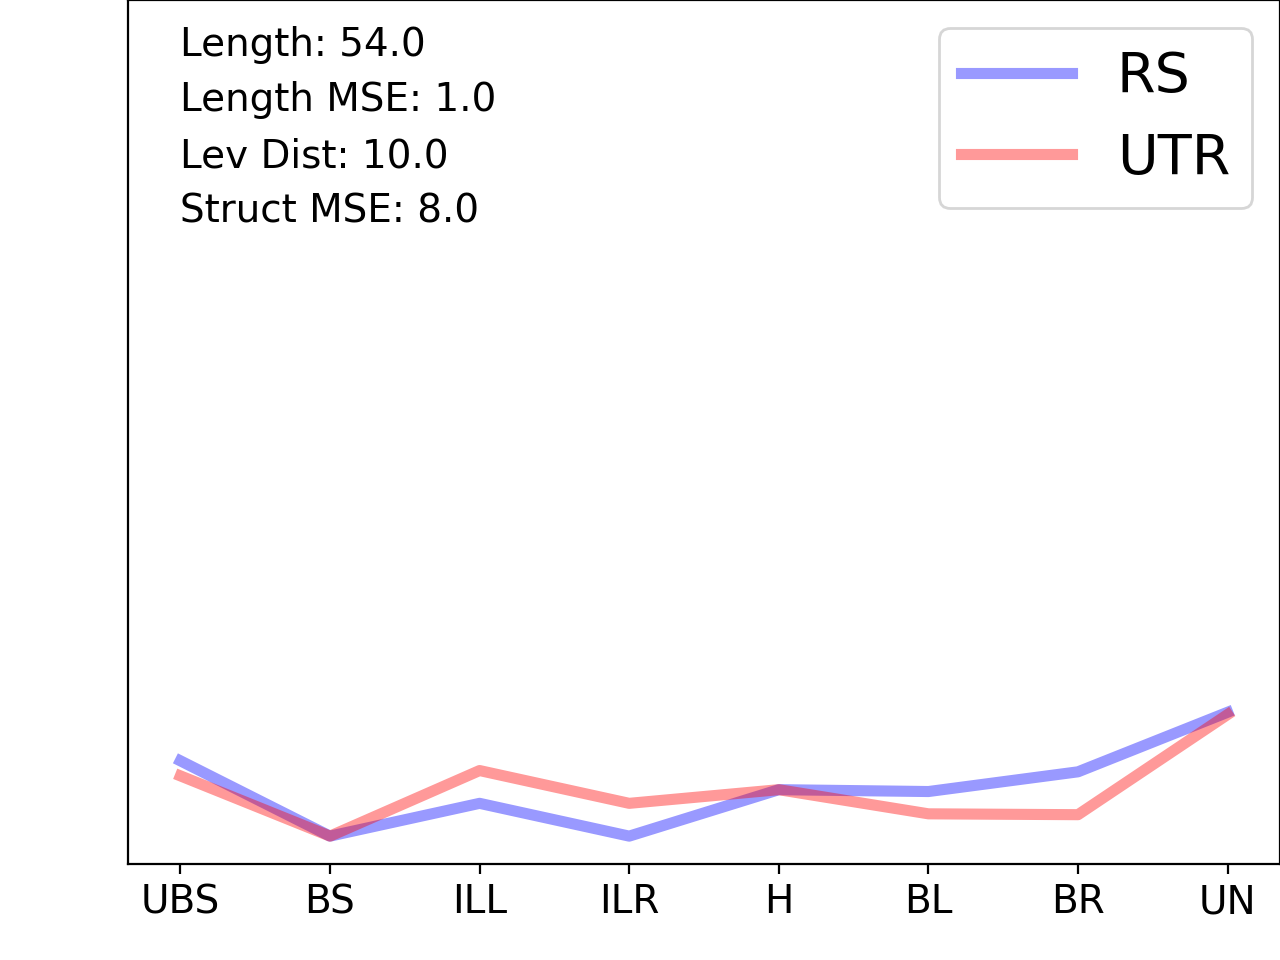 Length: 54.0
Length MSE: 1.0
Lev Dist: 10.0
Struct MSE: 8.0
RS
UTR
UBS BS ILL ILR H BL BR UN